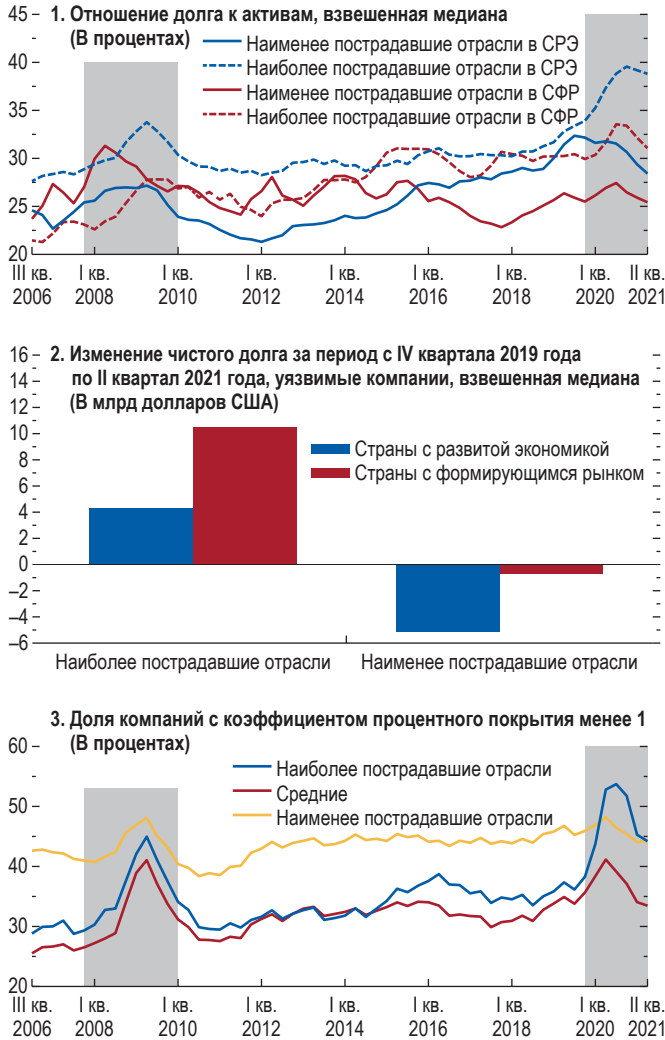 1. Отношение долга к активам, взвешенная медиана
(В процентах)
45
40
35
30
25
20
Наименее пострадавшие отрасли в СРЭ
Наиболее пострадавшие отрасли в СРЭ
Наименее пострадавшие отрасли в СФР
Наиболее пострадавшие отрасли в СФР
III кв. I кв. I кв. I кв. I кв. I кв. I кв. I кв. II кв.
2006 2008 2010 2012 2014 2016 2018 2020 2021
2. Изменение чистого долга за период с IV квартала 2019 года
по II квартал 2021 года, уязвимые компании, взвешенная медиана
(В млрд долларов США)
16
14
12
10
8
6
4
2
0
–2
–4
–6
Страны с развитой экономикой
Страны с формирующимся рынком
Наиболее пострадавшие отрасли Наименее пострадавшие отрасли
3. Доля компаний с коэффициентом процентного покрытия менее 1
(В процентах)
60
50
40
30
20
Наиболее пострадавшие отрасли
Средние
Наименее пострадавшие отрасли
III кв. I кв. I кв. I кв. I кв. I кв. I кв. I кв. II кв.
2006 2008 2010 2012 2014 2016 2018 2020 2021